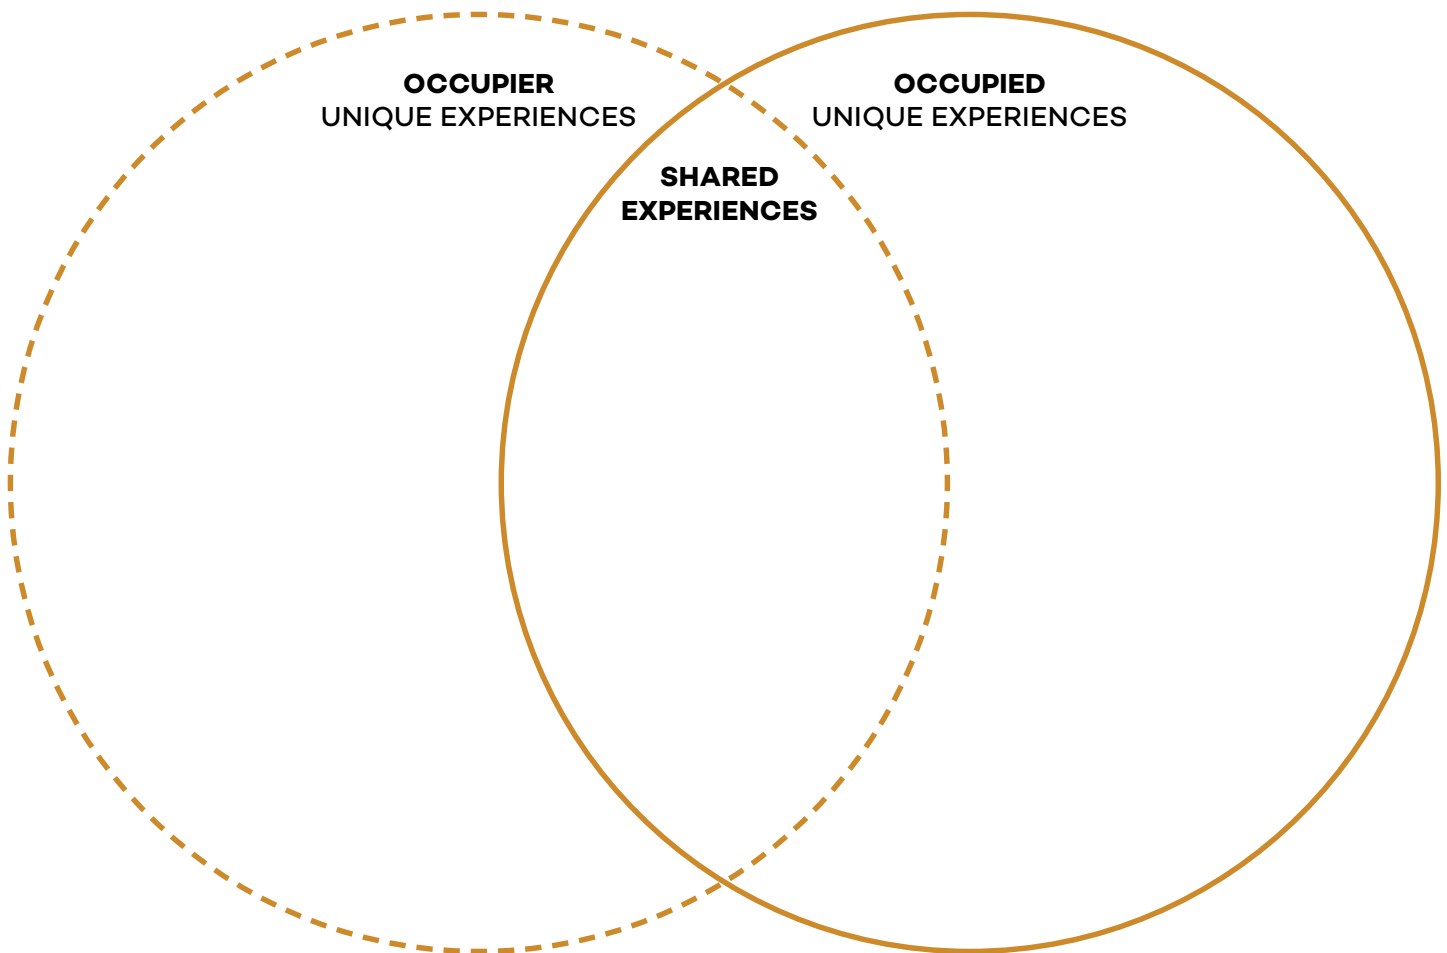 OCCUPIER
UNIQUE EXPERIENCES
OCCUPIED
UNIQUE EXPERIENCES
SHARED
EXPERIENCES